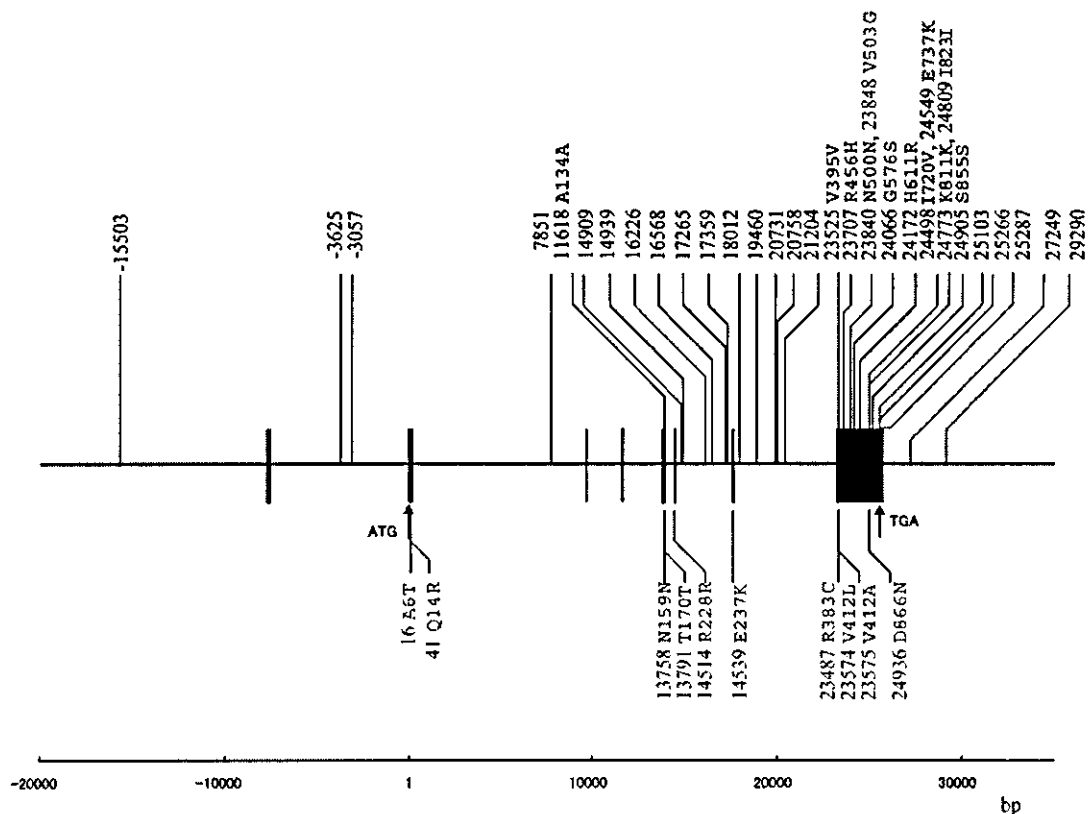 -15503
-3625
-3057
7851
11618 A134A
14909
14939
16226
16568
17265
17359
18012
19460
20731
20758
21204
23525 V395V
23707 R456H
23840 N500N, 23848 V503G
24066 G576S
24172 H611R
24498 I720V, 24549 E737K
24773 K811K, 24809 I823I
24905 S855S
25103
25266
25287
27249
29290
ATG
TGA
16 A6T
41 Q14R
13758 N159N
13791 T170T
14514 R228R
14539 E237K
23487 R383C
23574 V412L
23575 V412A
24936 D866N
-20000
-10000
1
10000
20000
30000
bp